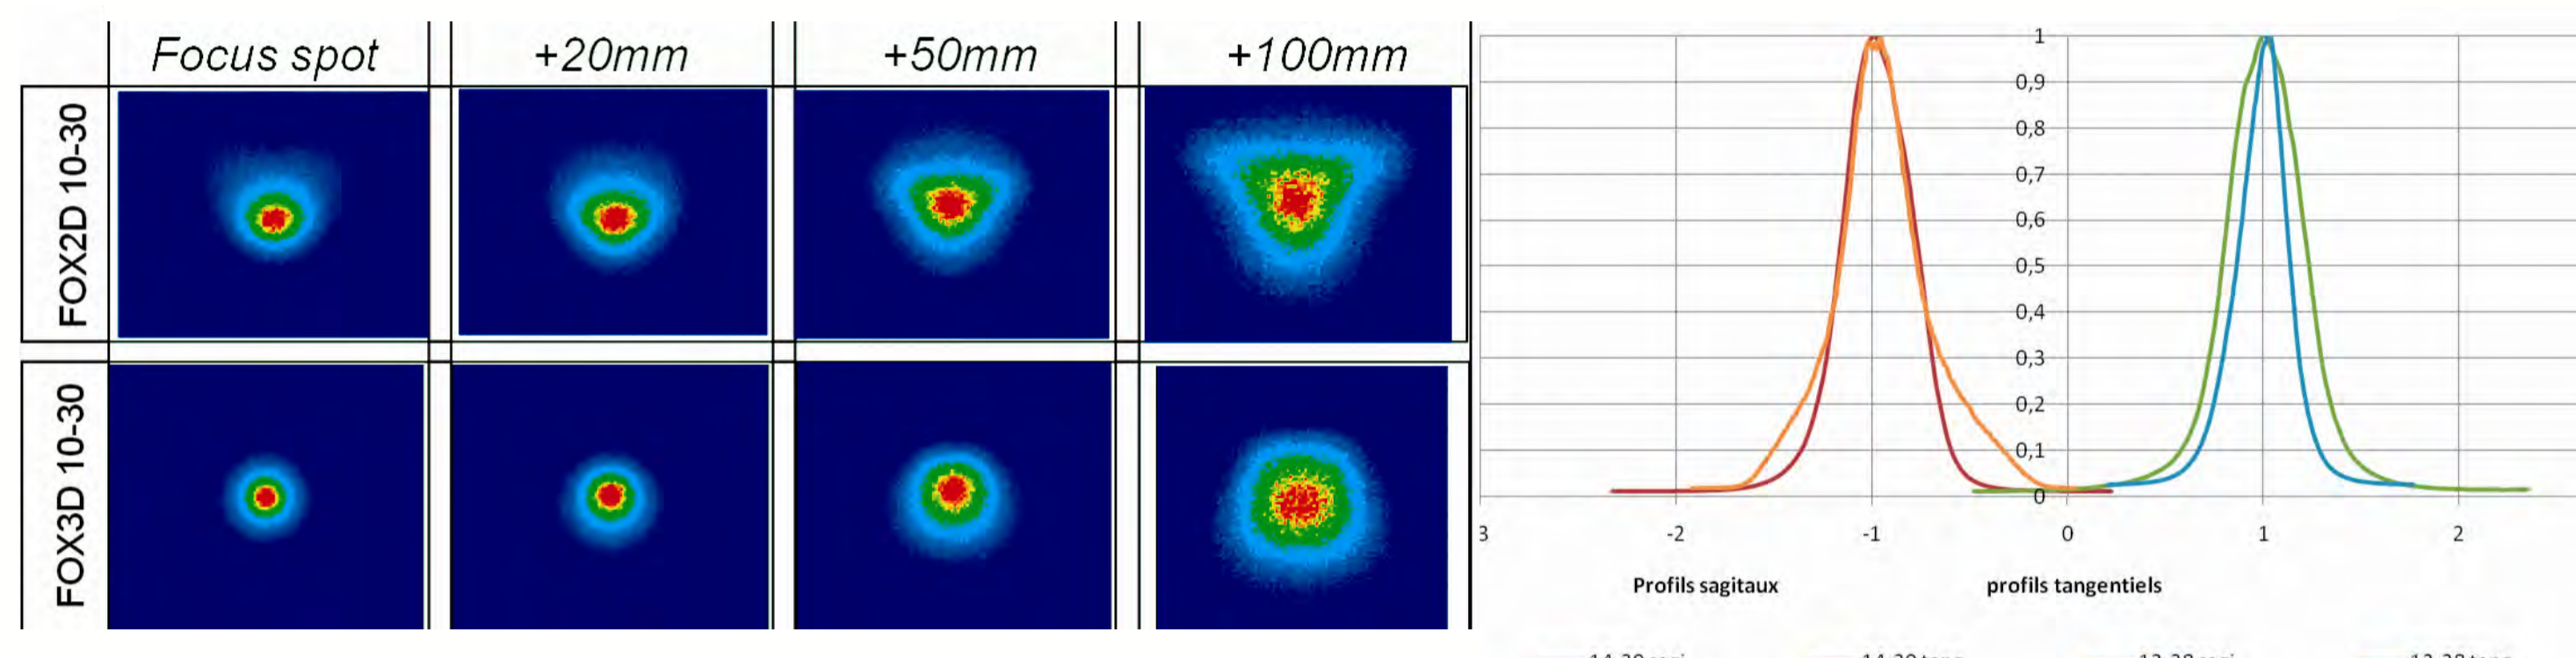 Focus spot
+20mm
+50mm
+100mm
FOX2D 10-30
FOX3D 10-30
1
0,9
0,8
0,7
0,6
0,5
0,4
0,3
0,2
0,1
0
3
-2
-1
0
1
2
Profils sagitaux
profils tangentiels